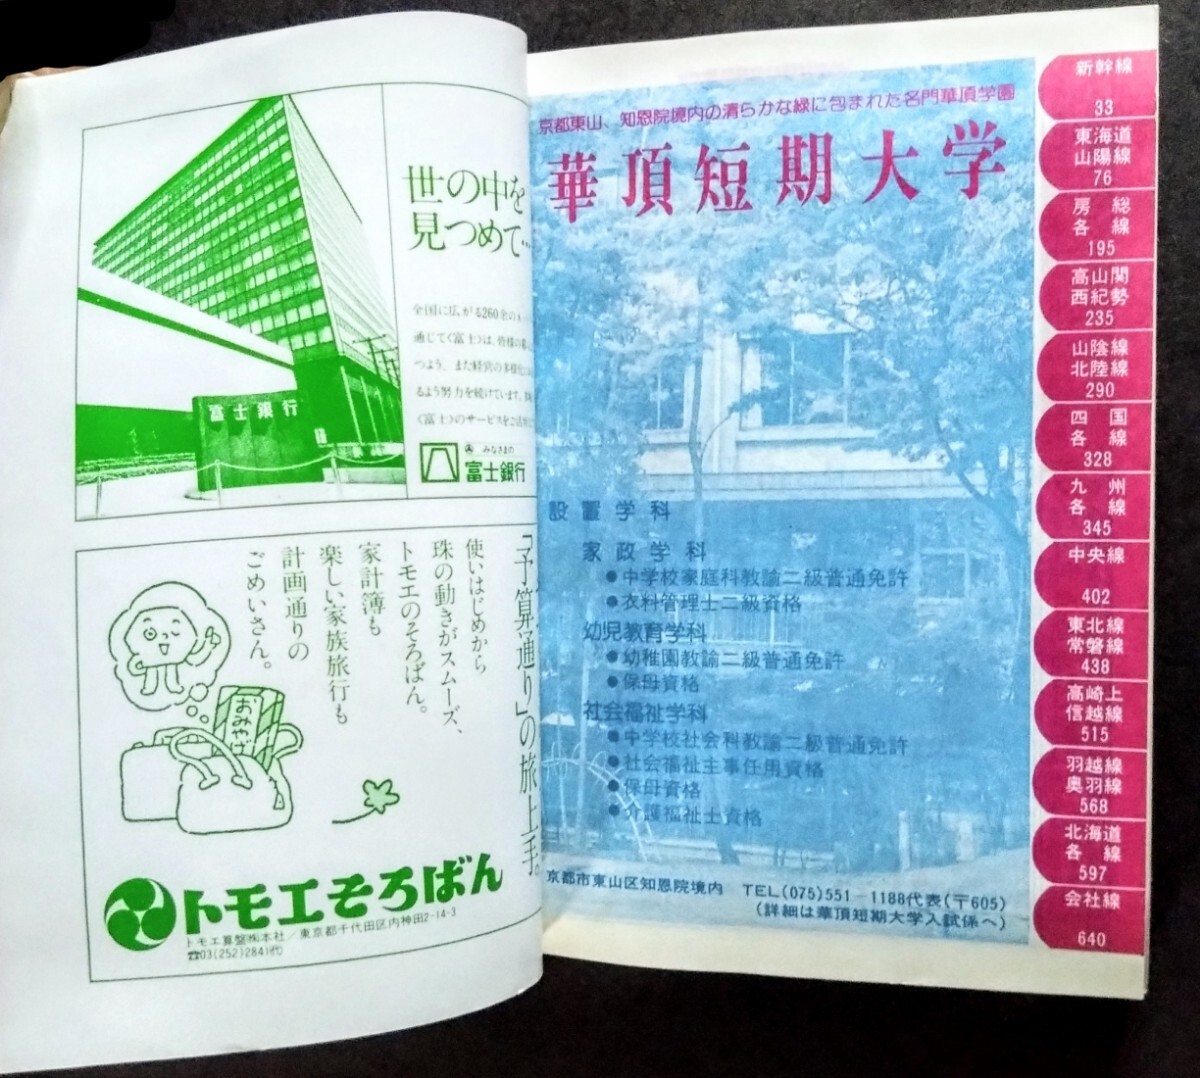 世の中を
見つめて…
全国に広がる260余の
通じて〈富士〉は、皆様の
つよう、また経営の多様化
るよう努力を続けています。
〈富士〉のサービスをご
富士銀行
みなさまの
富士銀行
「予算通り」の旅上手。
使いはじめから
珠の動きがスムーズ、
トモエのそろばん。
家計簿も
楽しい家族旅行も
計画通りの
ごめいさん。
おみやげ
トモエそろばん
トモエ算盤㈱本社/東京都千代田区内神田2-14-3
☎03(252)2841㈹
京都東山、知恩院境内の清らかな緑に包まれた名門華頂学園
華頂短期大学
設置学科
家政学科
●中学校家庭科教諭二級普通免許
●衣料管理士二級資格
幼児教育学科
●幼稚園教諭二級普通免許
●保母資格
社会福祉学科
●中学校社会科教諭二級普通免許
●社会福祉主事任用資格
●保母資格
●介護福祉士資格
京都市東山区知恩院境内 TEL(075)551-1188代表(〒605)
(詳細は華頂短期大学入試係へ)
新幹線
33
東海道
山陽線
76
房総
各線
195
高山関
西紀勢
235
山陰線
北陸線
290
四国
各線
328
九州
各線
345
中央線
402
東北線
常磐線
438
高崎上
信越線
515
羽越線
奥羽線
568
北海道
各線
597
会社線
640